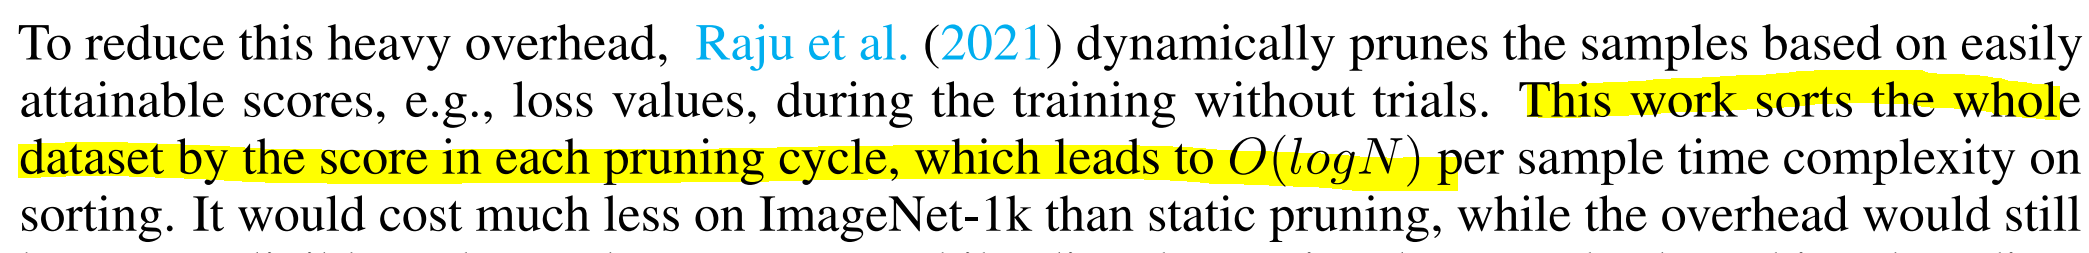 To reduce this heavy overhead, Raju et al. (2021) dynamically prunes the samples based on easily
attainable scores, e.g., loss values, during the training without trials. This work sorts the whole
dataset by the score in each pruning cycle, which leads to O(logN) per sample time complexity on
sorting. It would cost much less on ImageNet-1k than static pruning, while the overhead would still